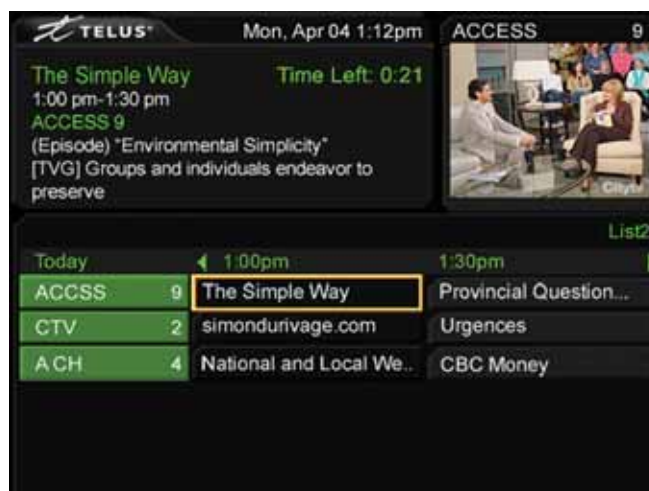 TELUS Mon, Apr 04 1:12pm ACCESS 9
The Simple Way Time Left: 0:21
1:00 pm-1:30 pm
ACCESS 9
(Episode) "Environmental Simplicity"
[TVG] Groups and individuals endeavor to
preserve
Citytv
List2
Today 1:00pm 1:30pm
ACCSS 9 The Simple Way Provincial Question...
CTV 2 simondurivage.com Urgences
A CH 4 National and Local We.. CBC Money